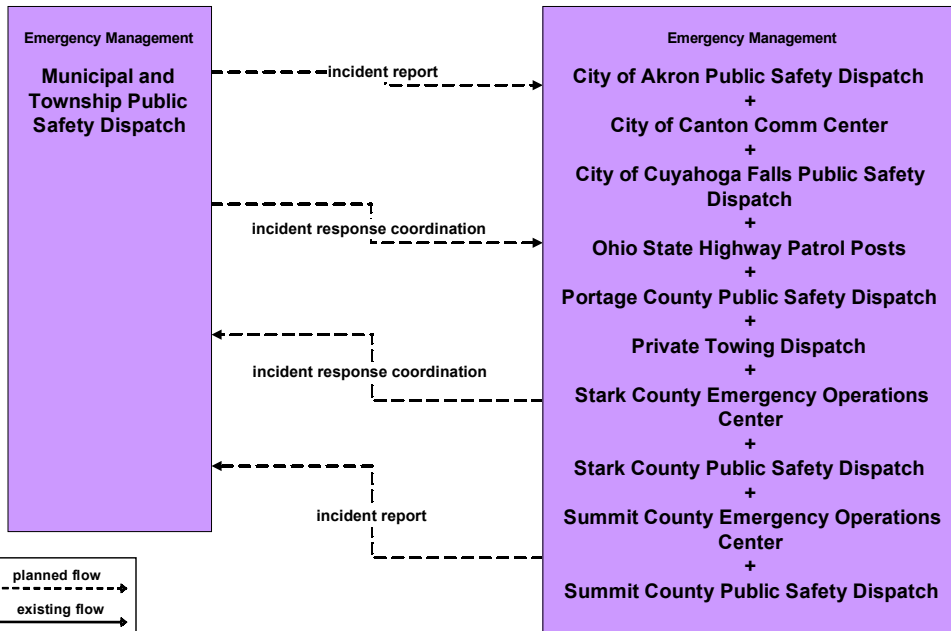 Emergency Management
Municipal and
Township Public
Safety Dispatch
incident report
incident response coordination
incident response coordination
incident report
Emergency Management
City of Akron Public Safety Dispatch
+
City of Canton Comm Center
+
City of Cuyahoga Falls Public Safety
Dispatch
+
Ohio State Highway Patrol Posts
+
Portage County Public Safety Dispatch
+
Private Towing Dispatch
+
Stark County Emergency Operations
Center
+
Stark County Public Safety Dispatch
+
Summit County Emergency Operations
Center
+
Summit County Public Safety Dispatch
planned flow
existing flow